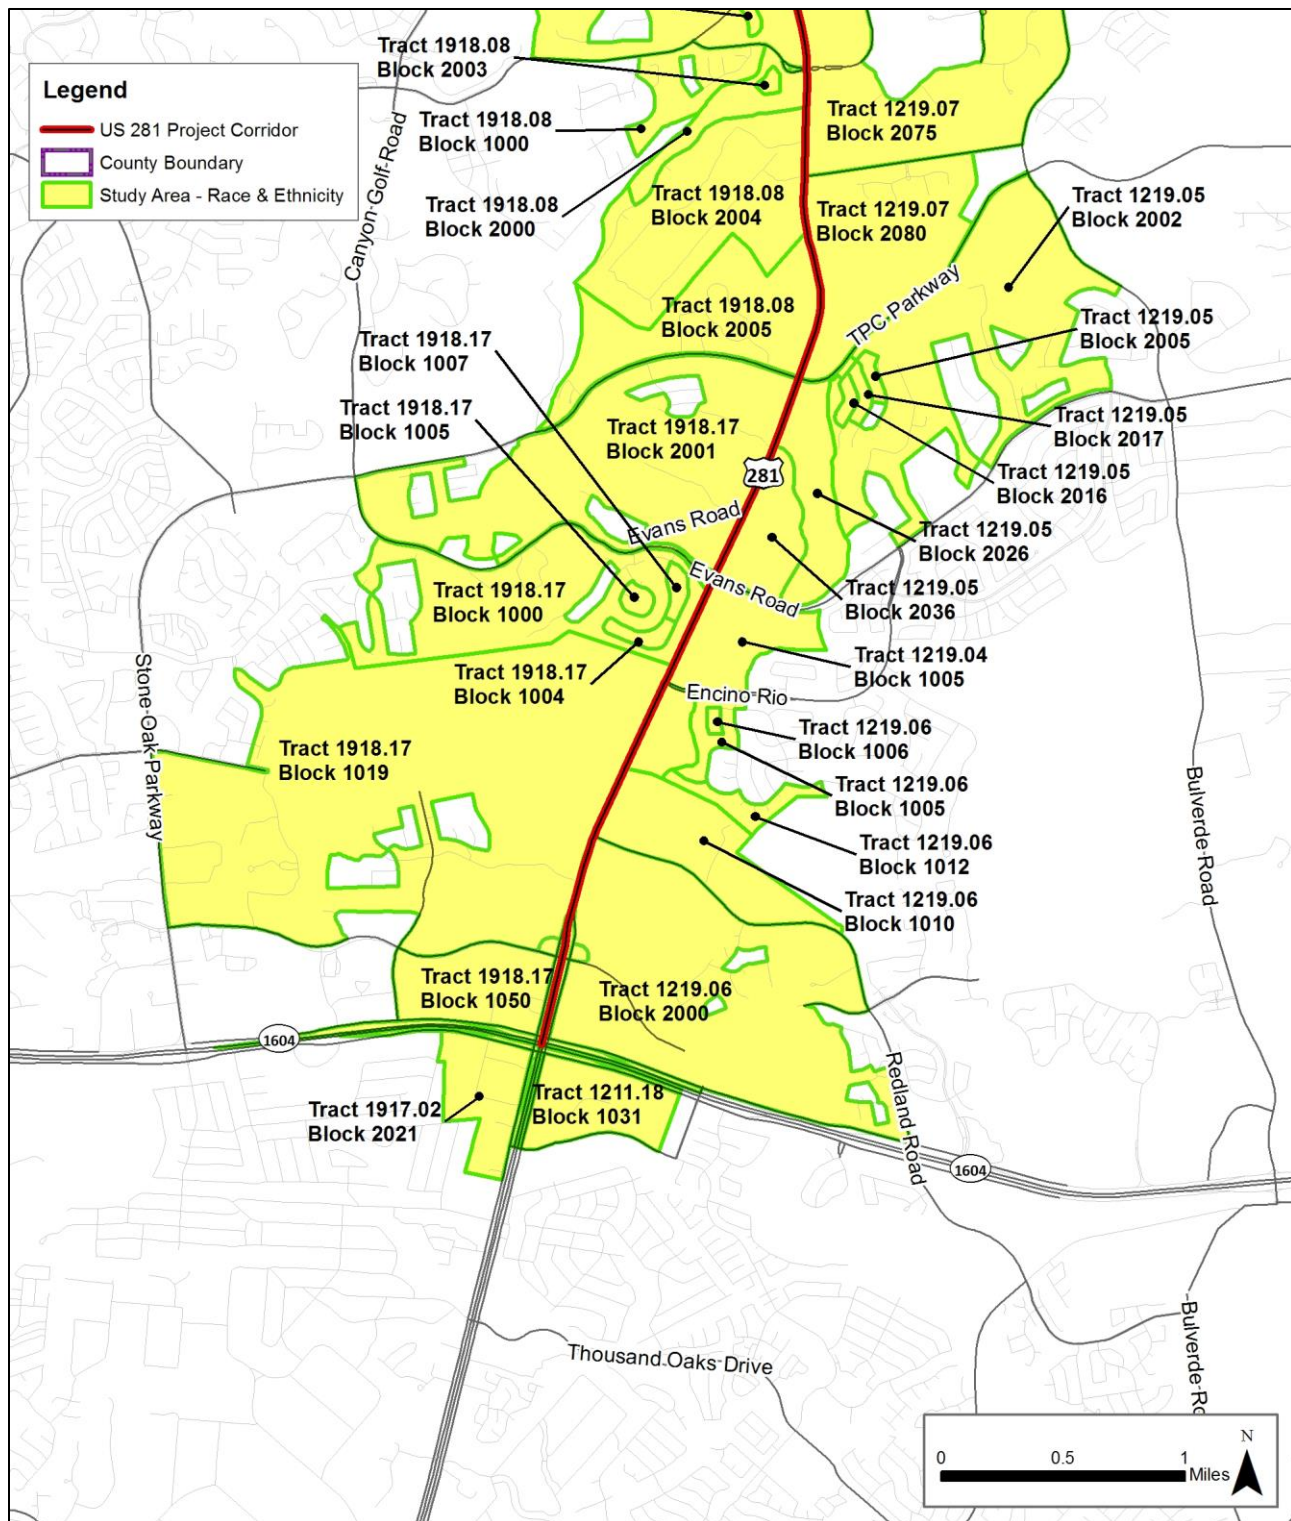 Tract 1918.08
Block 2003
Legend
US 281 Project Corridor
County Boundary
Study Area - Race & Ethnicity
Tract 1918.08
Block 1000
Tract 1219.07
Block 2075
Canyon-Golf-Road
Tract 1918.08
Block 2000
Tract 1918.08
Block 2004
Tract 1219.07
Block 2080
Tract 1219.05
Block 2002
TPC Parkway
Tract 1918.08
Block 2005
Tract 1219.05
Block 2005
Tract 1918.17
Block 1007
Tract 1918.17
Block 1005
Tract 1918.17
Block 2001
Tract 1219.05
Block 2017
281
Tract 1219.05
Block 2016
Evans Road
Tract 1219.05
Block 2026
Evans Road
Tract 1918.17
Block 1000
Tract 1219.05
Block 2036
Tract 1918.17
Block 1004
Tract 1219.04
Block 1005
Stone-Oak-Parkway
Encino Rio
Tract 1219.06
Block 1006
Tract 1918.17
Block 1019
Tract 1219.06
Block 1005
Bulverde-Road
Tract 1219.06
Block 1012
Tract 1219.06
Block 1010
Tract 1918.17
Block 1050
Tract 1219.06
Block 2000
1604
Redland-Road
Tract 1917.02
Block 2021
Tract 1211.18
Block 1031
1604
Thousand Oaks Drive
Bulverde-Ro
0 0.5 1
Miles
N